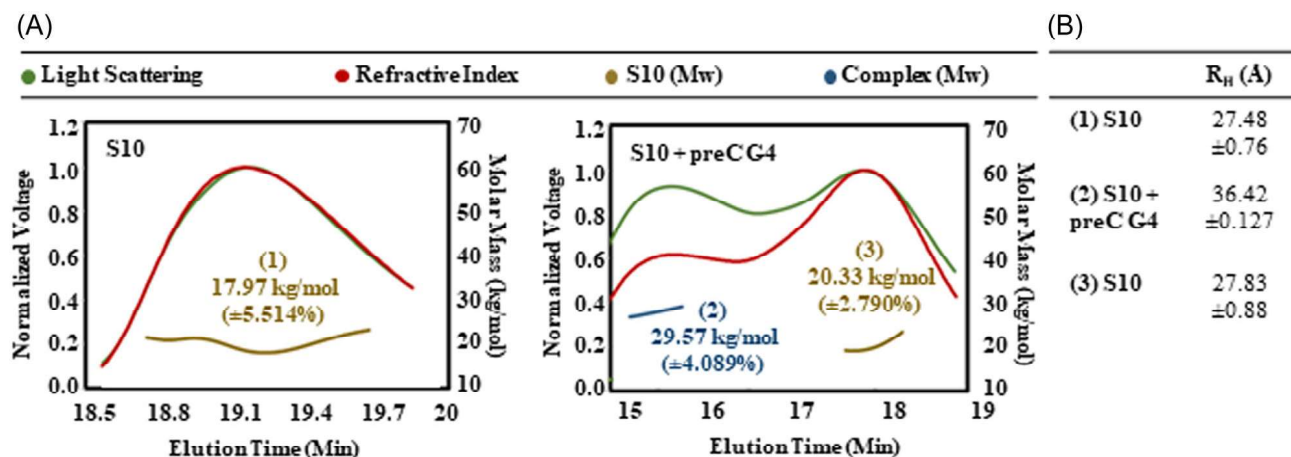 (A)
(B)
Light Scattering Refractive Index S10 (Mw) Complex (Mw)
S10
1.2
1.0
0.8
0.6
0.4
0.2
0.0
Normalized Voltage
70
60
50
40
30
20
10
Molar Mass (kg/mol)
(1)
17.97 kg/mol
(±5.514%)
18.5 18.8 19.1 19.4 19.7 20
Elution Time (Min)
S10 + preCG4
1.2
1.0
0.8
0.6
0.4
0.2
0.0
Normalized Voltage
70
60
50
40
30
20
10
Molar Mass (kg/mol)
(3)
20.33 kg/mol
(±2.790%)
(2)
29.57 kg/mol
(±4.089%)
15 16 17 18 19
Elution Time (Min)
RH (Å)
(1) S10 27.48
±0.76
(2) S10 + 36.42
preCG4 ±0.127
(3) S10 27.83
±0.88